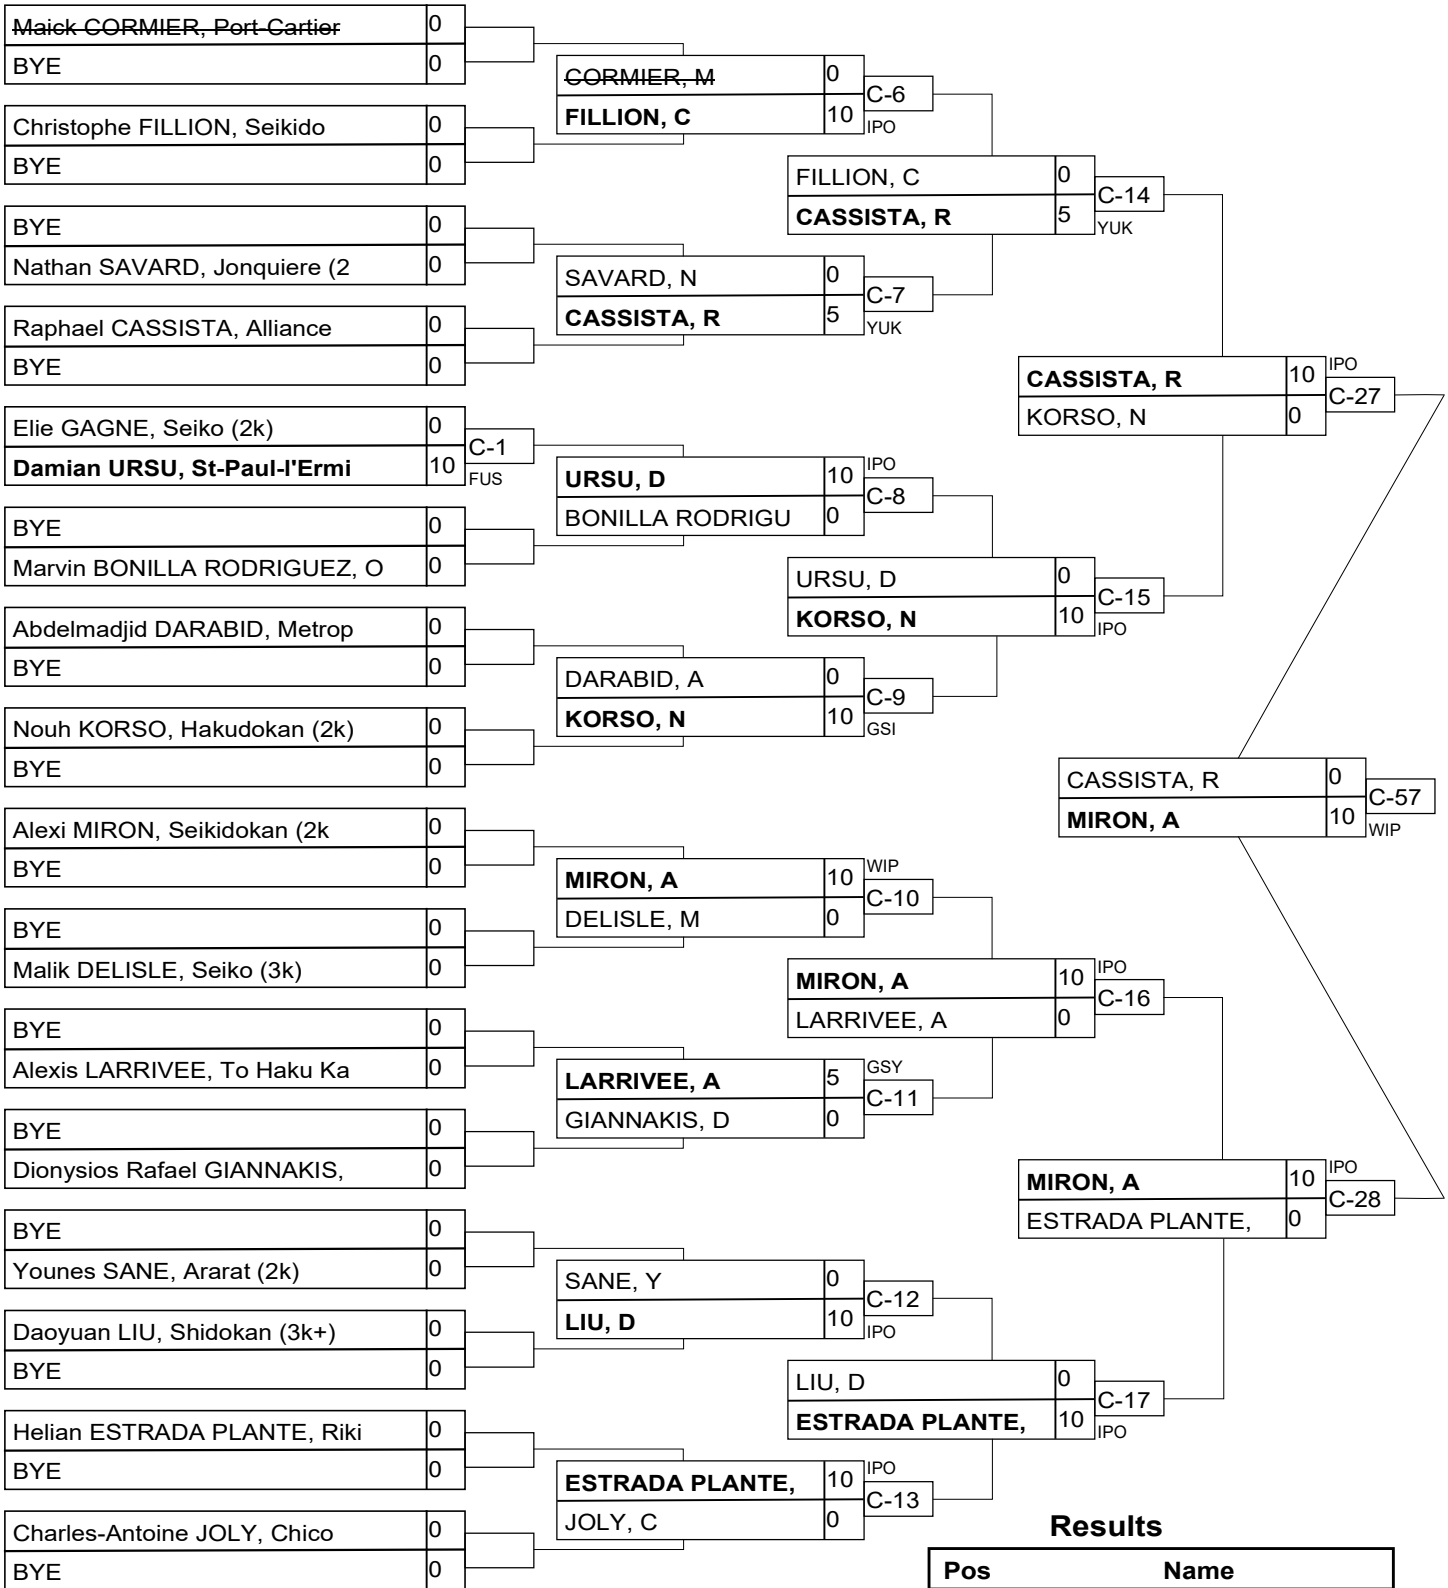 Maick CORMIER, Port-Cartier 0
BYE 0
Christophe FILLION, Seikido 0
BYE 0
BYE 0
Nathan SAVARD, Jonquiere (2 0
Raphael CASSISTA, Alliance 0
BYE 0
Elie GAGNE, Seiko (2k) 0
Damian URSU, St-Paul-l'Ermi 10
C-1
FUS
BYE 0
Marvin BONILLA RODRIGUEZ, O 0
Abdelmadjid DARABID, Metrop 0
BYE 0
Nouh KORSO, Hakudokan (2k) 0
BYE 0
Alexi MIRON, Seikidokan (2k 0
BYE 0
BYE 0
Malik DELISLE, Seiko (3k) 0
BYE 0
Alexis LARRIVEE, To Haku Ka 0
BYE 0
Dionysios Rafael GIANNAKIS, 0
BYE 0
Younes SANE, Ararat (2k) 0
Daoyuan LIU, Shidokan (3k+) 0
BYE 0
Helian ESTRADA PLANTE, Riki 0
BYE 0
Charles-Antoine JOLY, Chico 0
BYE 0
CORMIER, M 0
C-6
FILLION, C 10
IPO
SAVARD, N 0
C-7
CASSISTA, R 5
YUK
IPO
URSU, D 10
C-8
BONILLA RODRIGU 0
DARABID, A 0
C-9
KORSO, N 10
GSI
WIP
MIRON, A 10
C-10
DELISLE, M 0
GSY
LARRIVEE, A 5
C-11
GIANNAKIS, D 0
SANE, Y 0
C-12
LIU, D 10
IPO
IPO
ESTRADA PLANTE, 10
C-13
JOLY, C 0
FILLION, C 0
C-14
CASSISTA, R 5
YUK
URSU, D 0
C-15
KORSO, N 10
IPO
IPO
MIRON, A 10
C-16
LARRIVEE, A 0
LIU, D 0
C-17
ESTRADA PLANTE, 10
IPO
IPO
CASSISTA, R 10
C-27
KORSO, N 0
IPO
MIRON, A 10
C-28
ESTRADA PLANTE, 0
CASSISTA, R 0
C-57
MIRON, A 10
WIP
Results
Pos Name